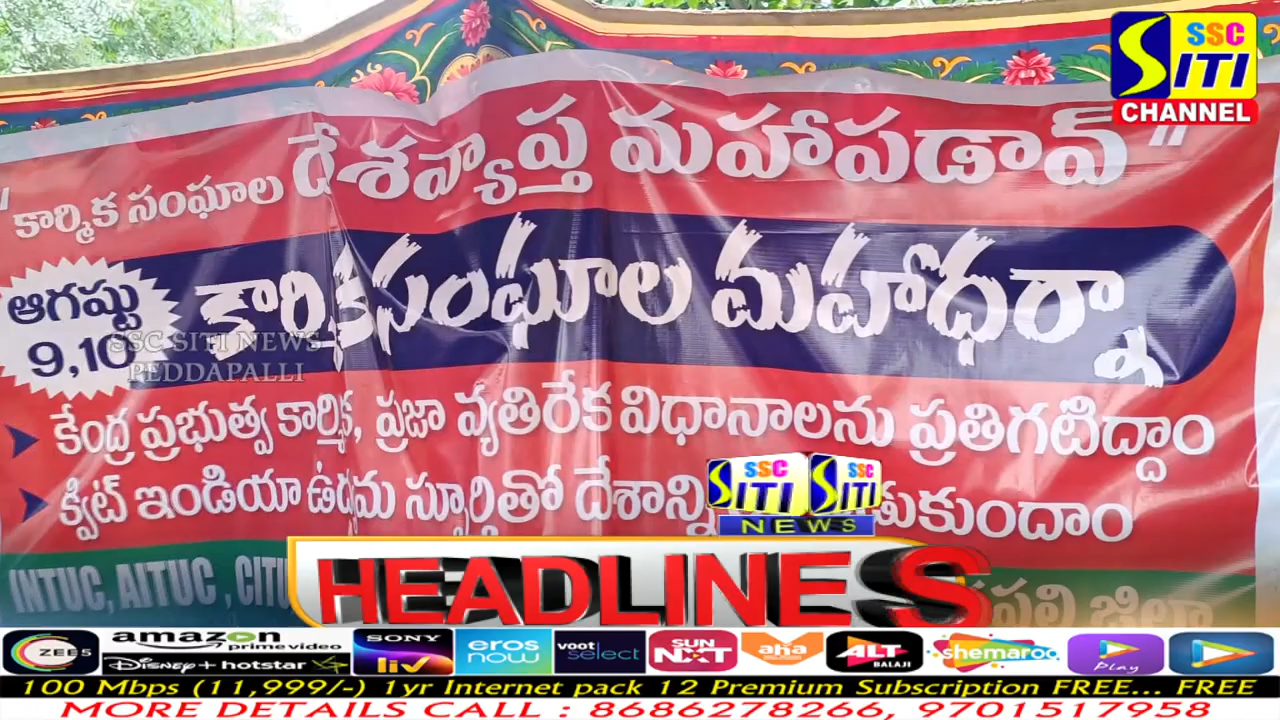 SSC
SITI
CHANNEL
"కార్మిక సంఘాల దేశవ్యాప్త మహాపడావ్"
ఆగష్టు
9,10
కార్మికసంఘాల మహాధర్నా
SSC SITI NEWS
PEDDAPALLI
కేంద్ర ప్రభుత్వ కార్మిక, ప్రజా వ్యతిరేక విధానాలను ప్రతిగటిద్దాం
క్విట్ ఇండియా ఉద్యమ స్ఫూర్తితో
SSC SSC
SITI SITI
NEWS
INTUC, AITUC, CITU
జిల్లా
HEADLINES
ZEE5 amazon prime video Disney+ hotstar SONY liv eros now voot select SUN NXT aha ALT BALAJI shemaroo Play
100 Mbps (11,999/-) 1yr Internet pack 12 Premium Subscription FREE... FREE
MORE DETAILS CALL : 8686278266, 9701517958